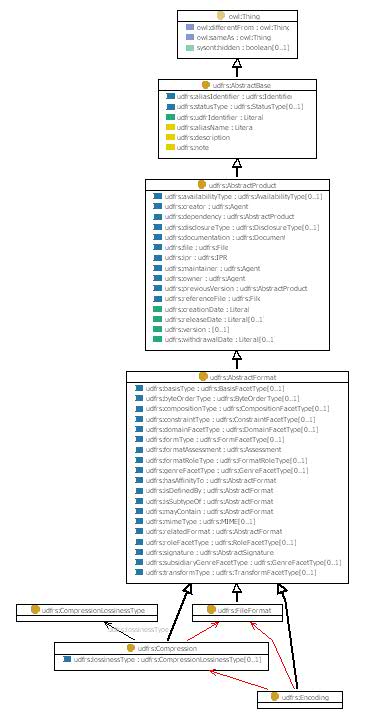 owl:Thing
owl:differentFrom : owl:Thing
owl:sameAs : owl:Thing
sysont:hidden : boolean[0..1]
udfrs:AbstractBase
udfrs:aliasIdentifier : udfrs:Identifier
udfrs:statusType : udfrs:StatusType[0..1]
udfrs:udfrIdentifier : Literal
udfrs:aliasName : Litera
udfrs:description
udfrs:note
udfrs:AbstractProduct
udfrs:availabilityType : udfrs:AvailabilityType[0..1]
udfrs:creator : udfrs:Agent
udfrs:dependency : udfrs:AbstractProduct
udfrs:disclosureType : udfrs:DisclosureType[0..1]
udfrs:documentation : udfrs:Document
udfrs:file : udfrs:File
udfrs:ipr : udfrs:IPR
udfrs:maintainer : udfrs:Agent
udfrs:owner : udfrs:Agent
udfrs:previousVersion : udfrs:AbstractProduct
udfrs:referenceFile : udfrs:File
udfrs:creationDate : Literal
udfrs:releaseDate : Literal[0..1]
udfrs:version : [0..1]
udfrs:withdrawalDate : Literal[0..1]
udfrs:AbstractFormat
udfrs:basisType : udfrs:BasisFacetType[0..1]
udfrs:byteOrderType : udfrs:ByteOrderType[0..1]
udfrs:compositionType : udfrs:CompositionFacetType[0..1]
udfrs:constraintType : udfrs:ConstraintFacetType[0..1]
udfrs:domainFacetType : udfrs:DomainFacetType[0..1]
udfrs:formType : udfrs:FormFacetType[0..1]
udfrs:formatAssessment : udfrs:Assessment
udfrs:formatRoleType : udfrs:FormatRoleType[0..1]
udfrs:genreFacetType : udfrs:GenreFacetType[0..1]
udfrs:hasAffinityTo : udfrs:AbstractFormat
udfrs:isDefinedBy : udfrs:AbstractFormat
udfrs:isSubtypeOf : udfrs:AbstractFormat
udfrs:mayContain : udfrs:AbstractFormat
udfrs:mimeType : udfrs:MIME[0..1]
udfrs:relatedFormat : udfrs:AbstractFormat
udfrs:roleFacetType : udfrs:RoleFacetType[0..1]
udfrs:signature : udfrs:AbstractSignature
udfrs:subsidiaryGenreFacetType : udfrs:GenreFacetType[0..1]
udfrs:transformType : udfrs:TransformFacetType[0..1]
udfrs:CompressionLossinessType
udfrs:FileFormat
udfrs:lossinessType
udfrs:Compression
udfrs:lossinessType : udfrs:CompressionLossinessType[0..1]
udfrs:Encoding